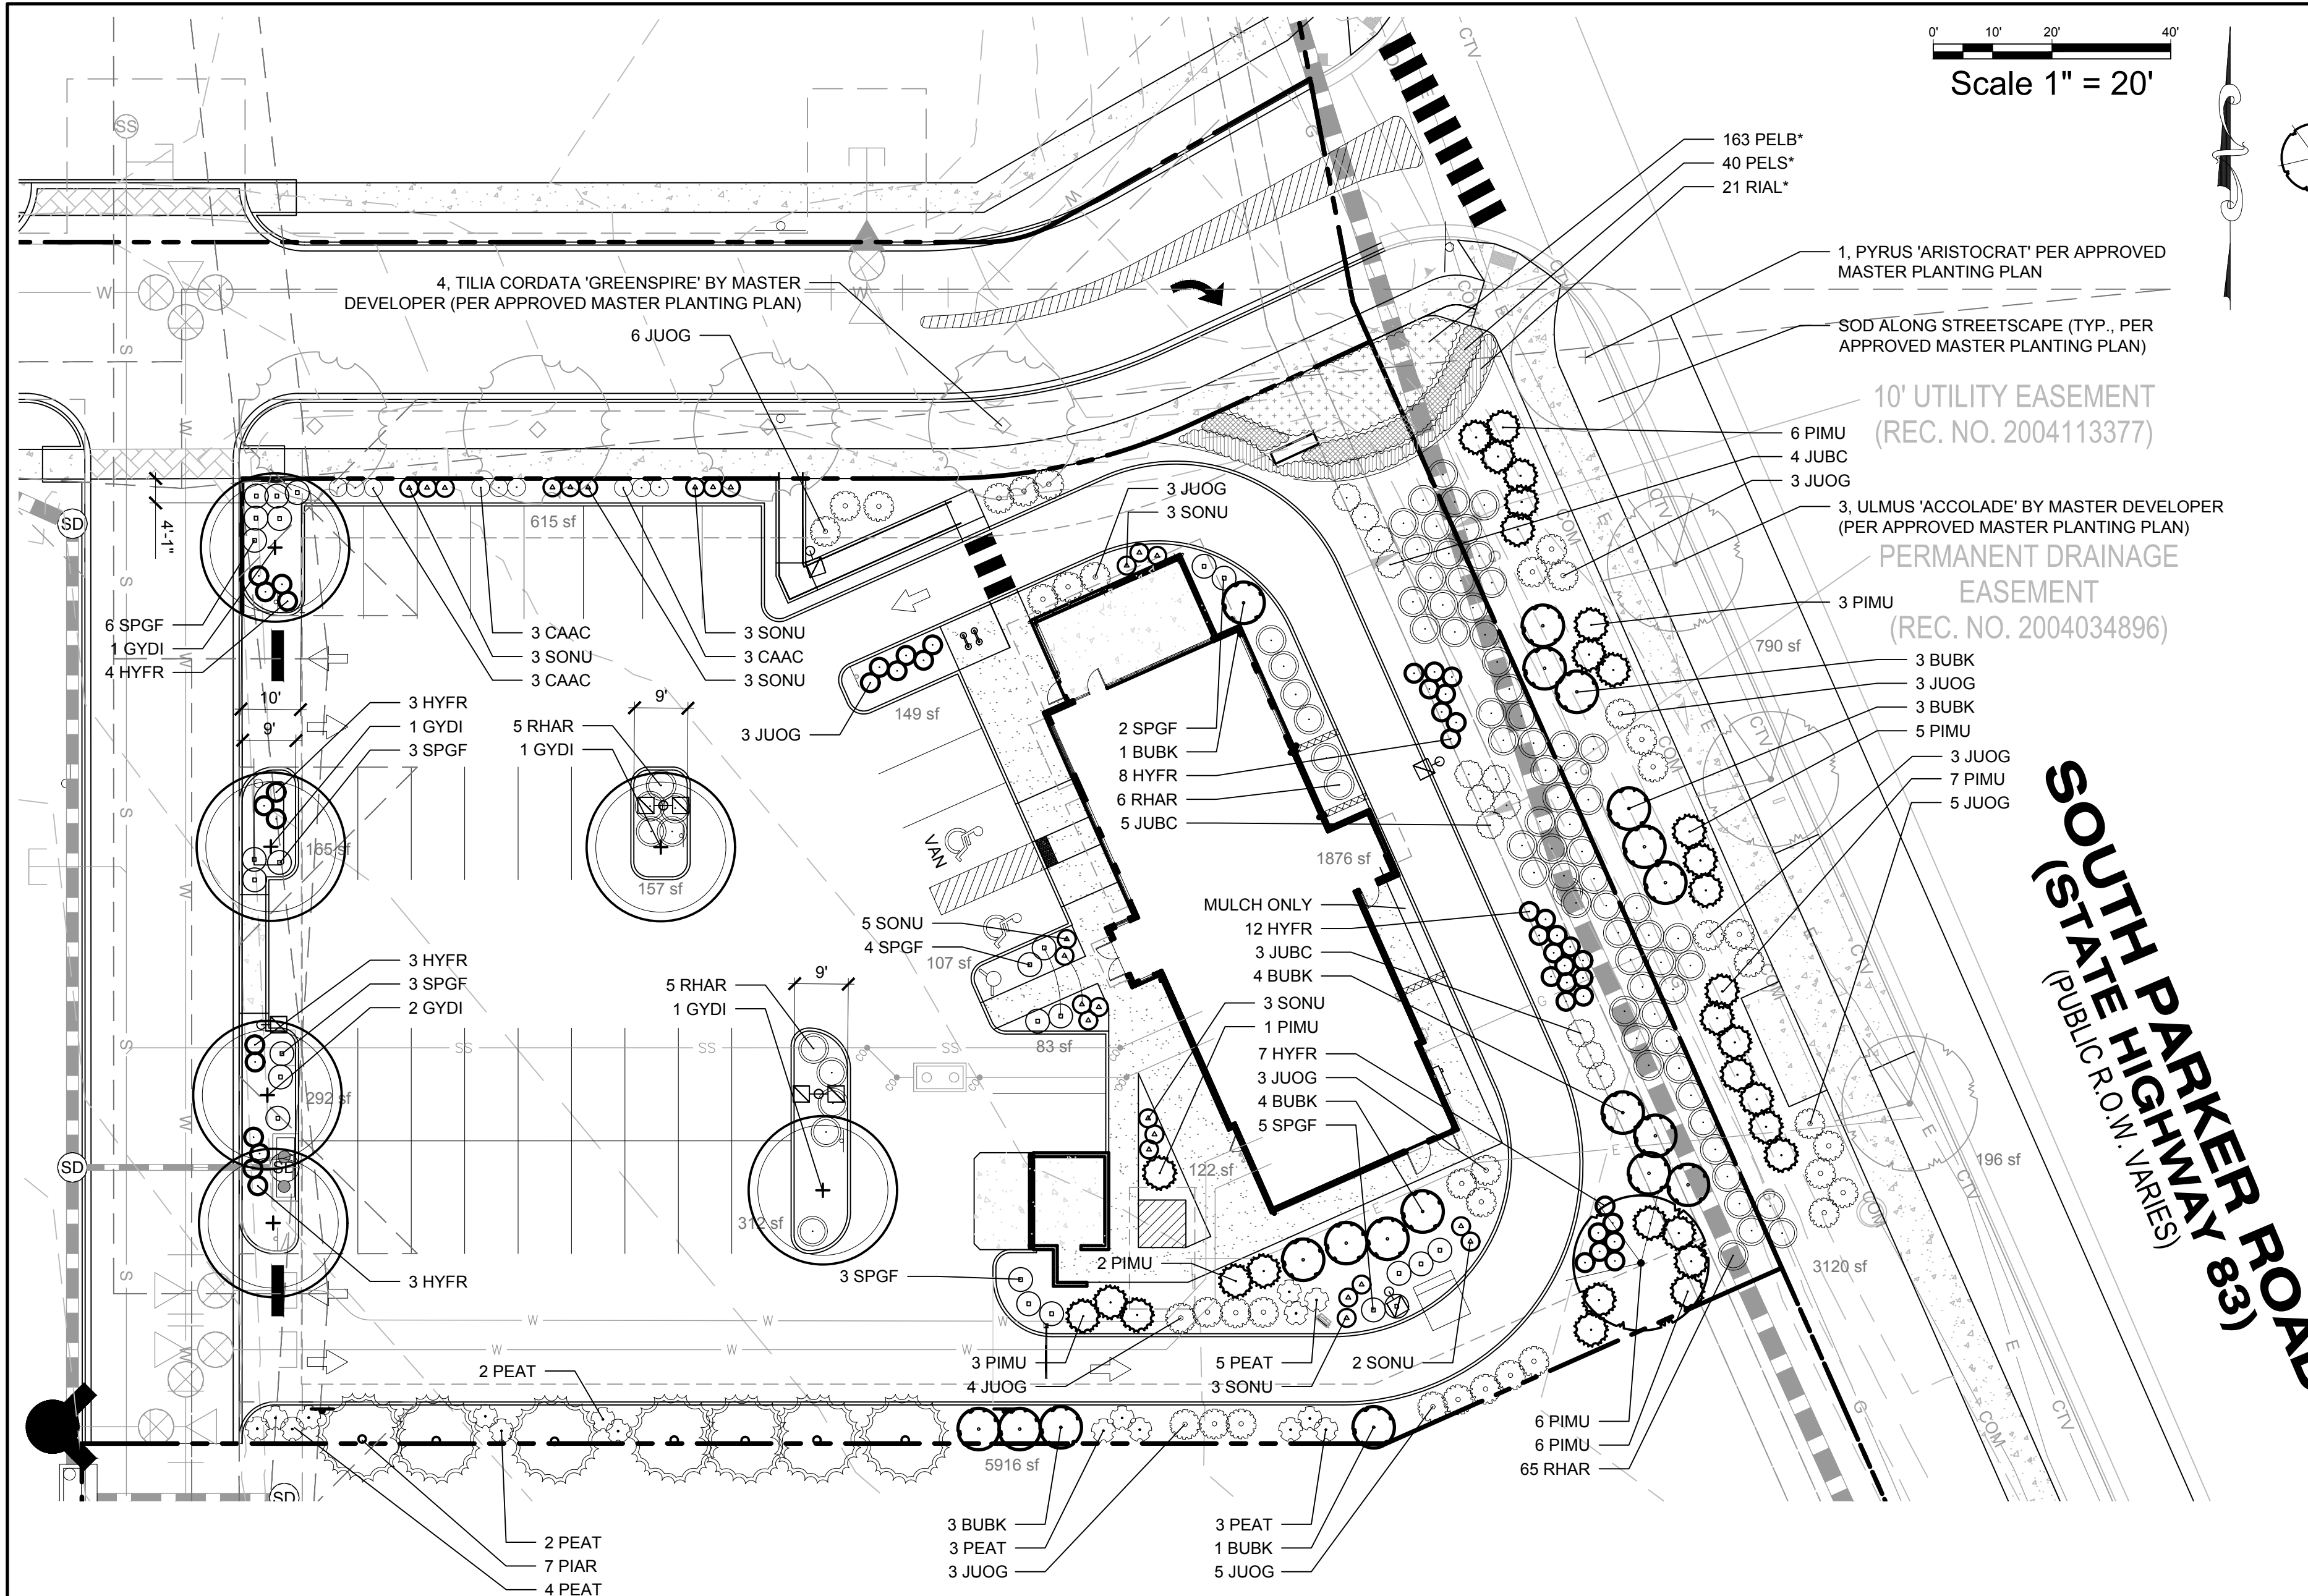 0' 10' 20' 40'
Scale 1" = 20'
163 PELB*
40 PELS*
21 RIAL*
1, PYRUS 'ARISTOCRAT' PER APPROVED
MASTER PLANTING PLAN
SOD ALONG STREETSCAPE (TYP., PER
APPROVED MASTER PLANTING PLAN)
10' UTILITY EASEMENT
(REC. NO. 2004113377)
6 PIMU
4 JUBC
3 JUOG
3, ULMUS 'ACCOLADE' BY MASTER DEVELOPER
(PER APPROVED MASTER PLANTING PLAN)
PERMANENT DRAINAGE
EASEMENT
(REC. NO. 2004034896)
3 PIMU
790 sf
3 BUBK
3 JUOG
3 BUBK
5 PIMU
3 JUOG
7 PIMU
5 JUOG
SOUTH PARKER ROAD
(STATE HIGHWAY 83)
(PUBLIC R.O.W. VARIES)
196 sf
3120 sf
4, TILIA CORDATA 'GREENSPIRE' BY MASTER
DEVELOPER (PER APPROVED MASTER PLANTING PLAN)
6 JUOG
SS
SD
4'-1"
615 sf
6 SPGF
1 GYDI
4 HYFR
3 CAAC
3 SONU
3 CAAC
3 SONU
3 CAAC
3 SONU
3 JUOG
3 SONU
10'
9'
3 HYFR
1 GYDI
3 SPGF
165 sf
5 RHAR
1 GYDI
9'
157 sf
149 sf
3 JUOG
2 SPGF
1 BUBK
8 HYFR
6 RHAR
5 JUBC
VAN
1876 sf
MULCH ONLY
12 HYFR
3 JUBC
4 BUBK
5 SONU
4 SPGF
107 sf
3 SONU
1 PIMU
7 HYFR
3 JUOG
4 BUBK
5 SPGF
83 sf
122 sf
3 HYFR
3 SPGF
2 GYDI
292 sf
5 RHAR
1 GYDI
9'
SS SS SS
CO CO CO CO
SD
SD
312 sf
3 HYFR
3 SPGF
2 PIMU
3 PIMU
4 JUOG
5 PEAT
3 SONU
2 SONU
2 PEAT
6 PIMU
6 PIMU
65 RHAR
5916 sf
SD
2 PEAT
7 PIAR
4 PEAT
3 BUBK
3 PEAT
3 JUOG
3 PEAT
1 BUBK
5 JUOG